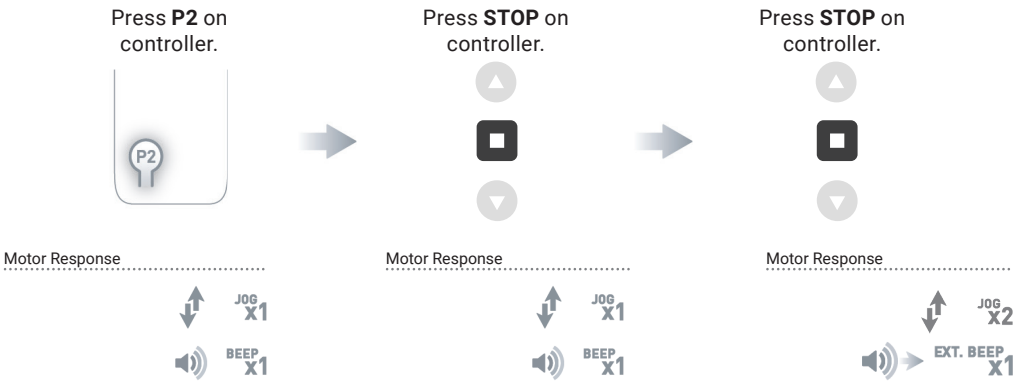 Press P2 on
controller.
Press STOP on
controller.
Press STOP on
controller.
P2
Motor Response
JOG
x1
BEEP
x1
Motor Response
JOG
x1
BEEP
x1
Motor Response
JOG
x2
EXT. BEEP
x1